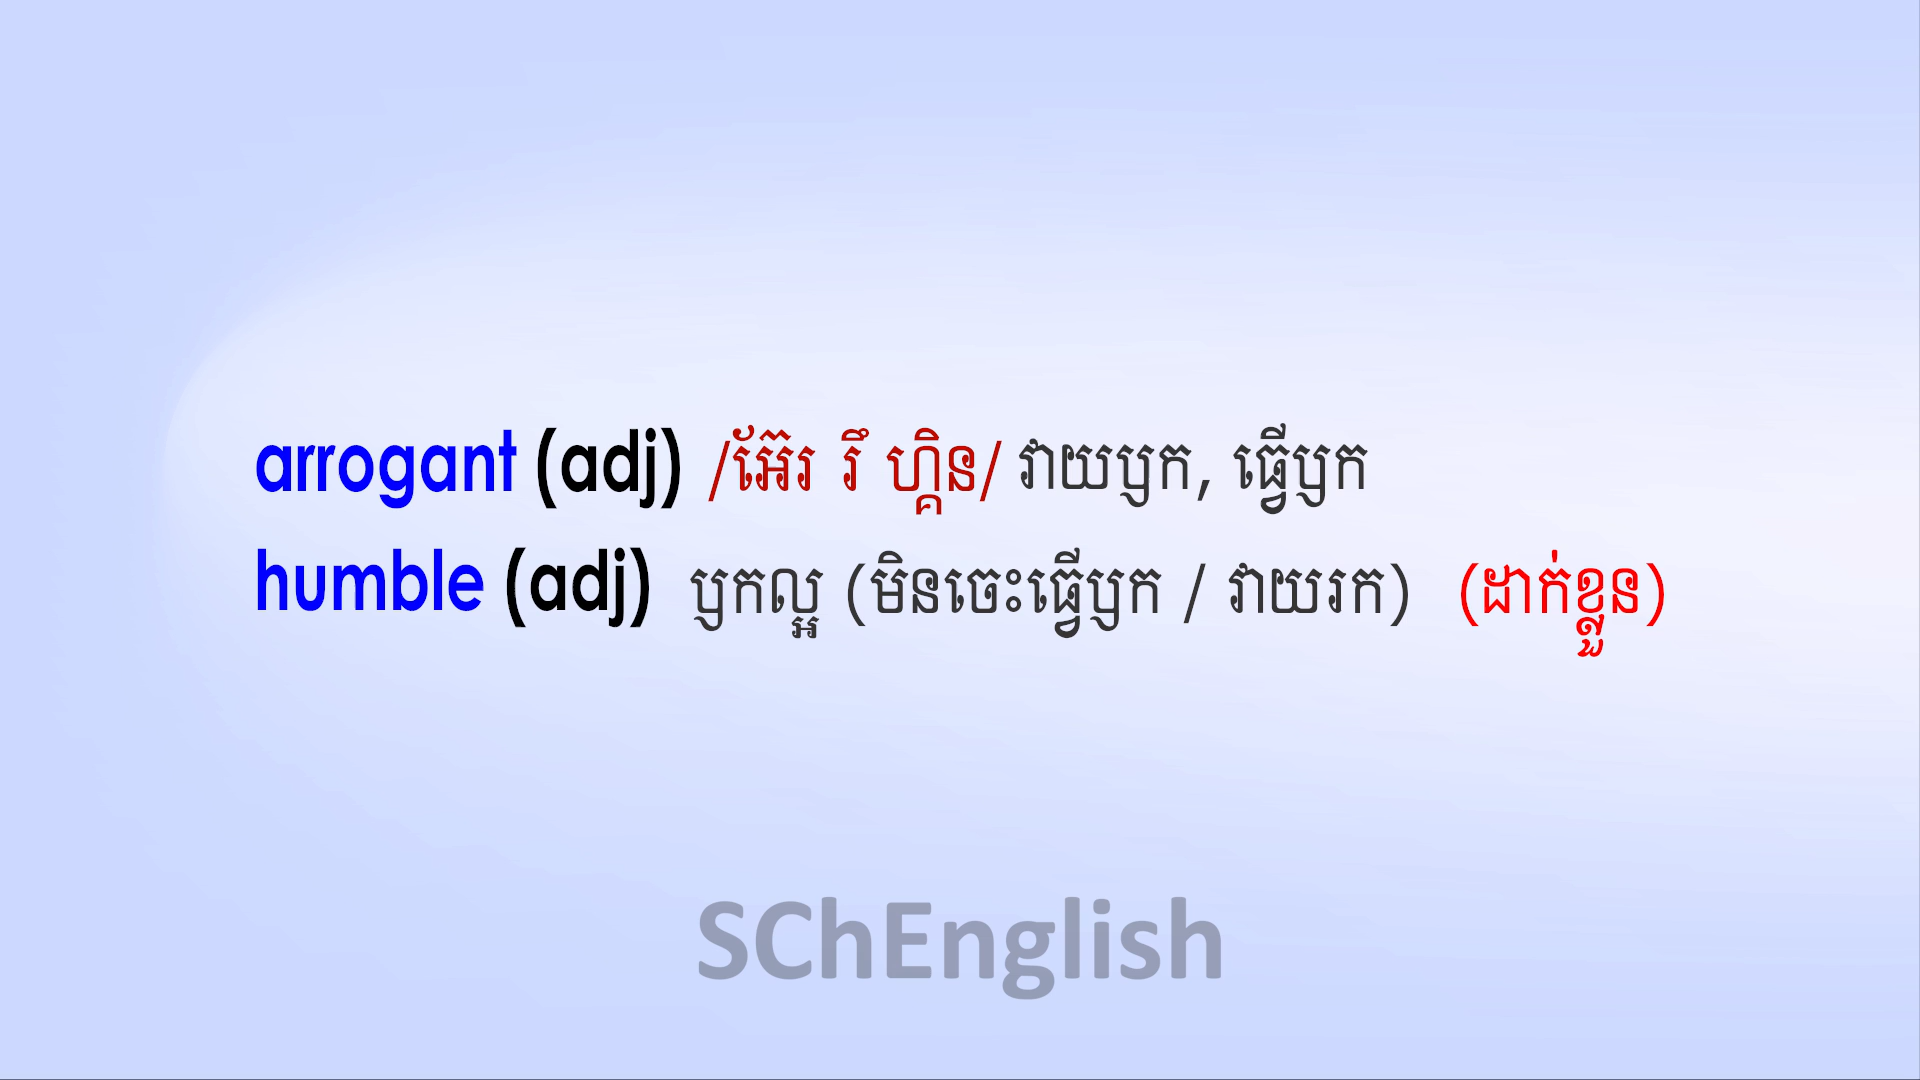 arrogant (adj) /អ៊ែរ រឹ ហ្គិន/ វាយឫក, ធ្វើឫក
humble (adj) ឫកល្អ (មិនចេះធ្វើឫក / វាយរក) (ដាក់ខ្លួន)
SChEnglish